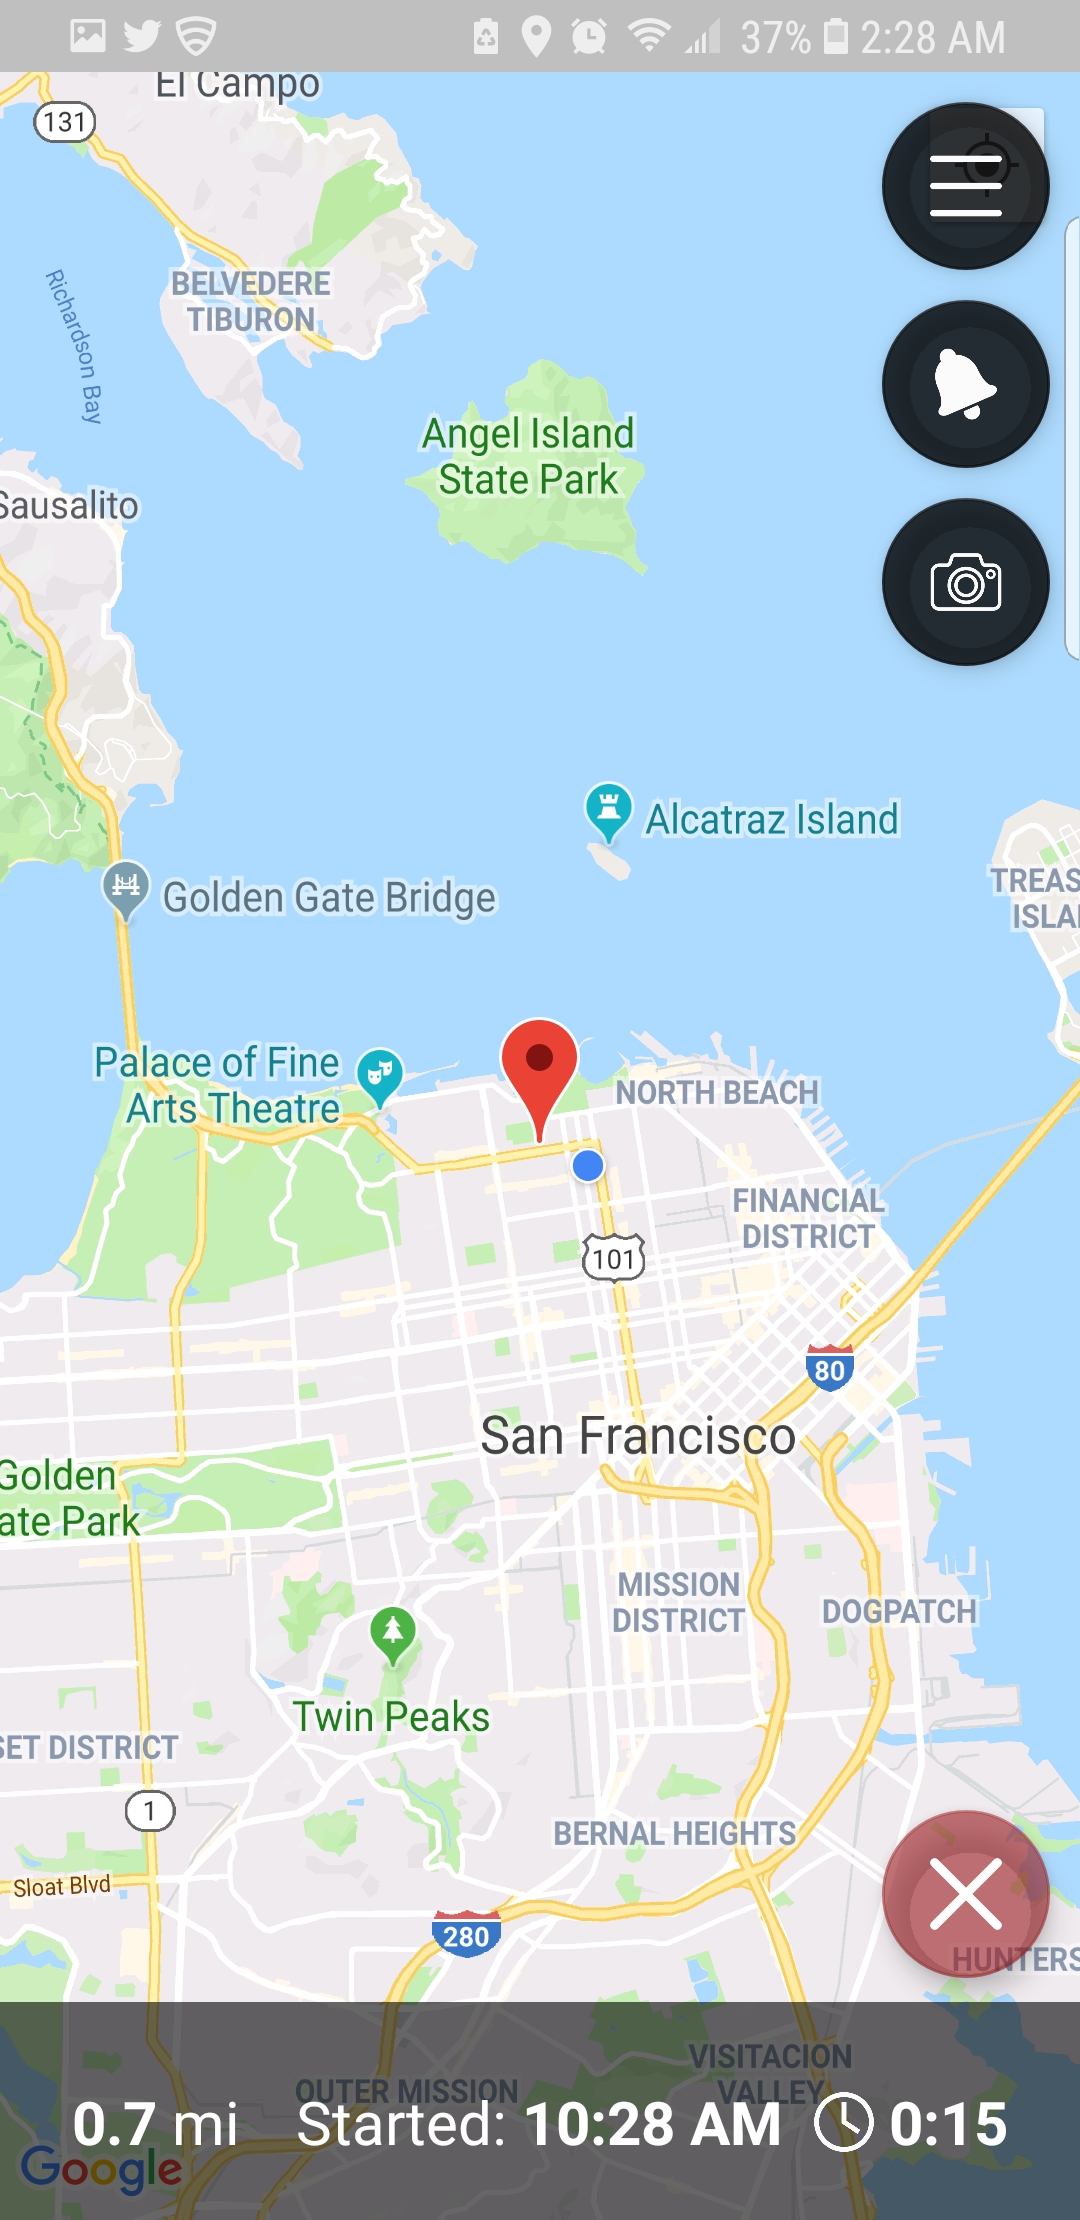 37% 2:28 AM
El Campo
131
BELVEDERE
TIBURON
Richardson Bay
Angel Island
State Park
Sausalito
Alcatraz Island
TREAS
ISLA
Golden Gate Bridge
Palace of Fine
Arts Theatre
NORTH BEACH
FINANCIAL
DISTRICT
101
80
San Francisco
Golden
ate Park
MISSION
DISTRICT
DOGPATCH
Twin Peaks
SET DISTRICT
1
BERNAL HEIGHTS
Sloat Blvd
280
HUNTERS
VISITACION
VALLEY
OUTER MISSION
0.7 mi Started: 10:28 AM 0:15
Google